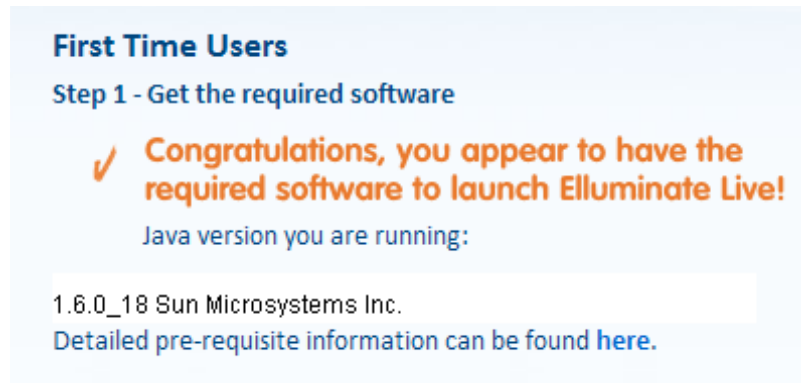 First Time Users
Step 1 - Get the required software
Congratulations, you appear to have the
required software to launch Elluminate Live!
Java version you are running:
1.6.0_18 Sun Microsystems Inc.
Detailed pre-requisite information can be found here.